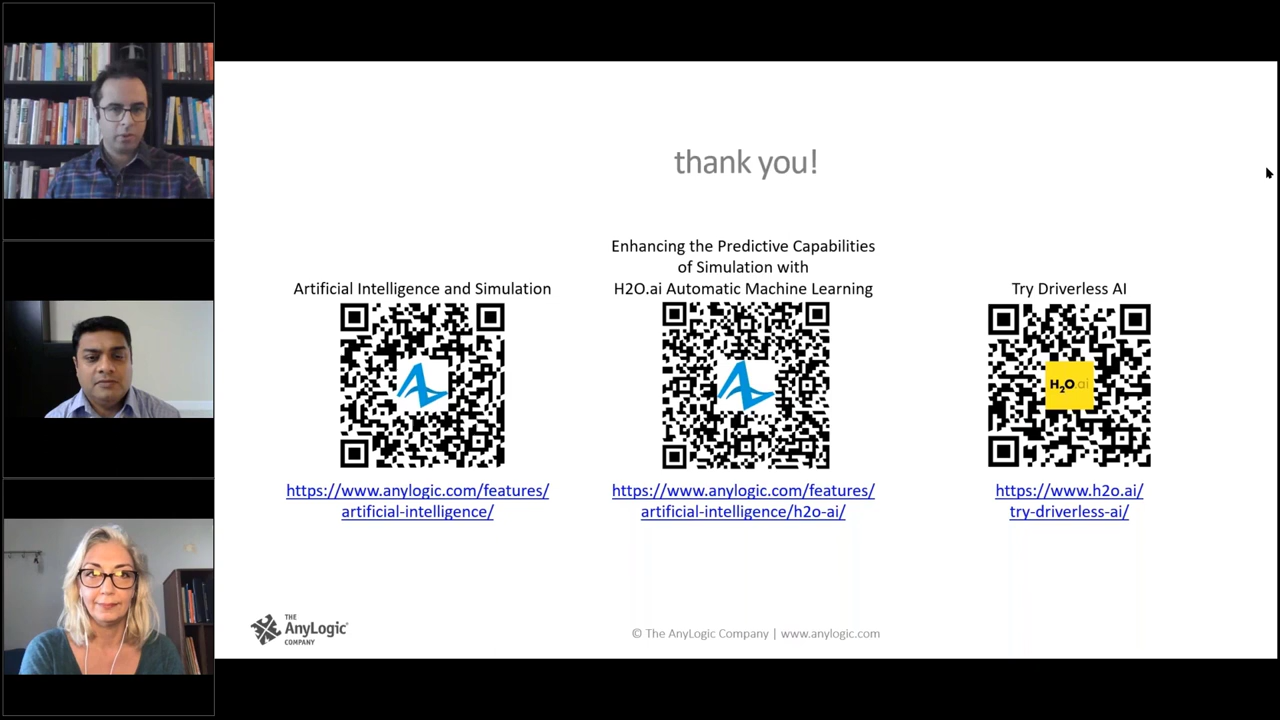 thank you!
Artificial Intelligence and Simulation
https://www.anylogic.com/features/
artificial-intelligence/
Enhancing the Predictive Capabilities
of Simulation with
H2O.ai Automatic Machine Learning
https://www.anylogic.com/features/
artificial-intelligence/h2o-ai/
Try Driverless AI
H2O.ai
https://www.h2o.ai/
try-driverless-ai/
THE
AnyLogic
COMPANY
© The AnyLogic Company | www.anylogic.com